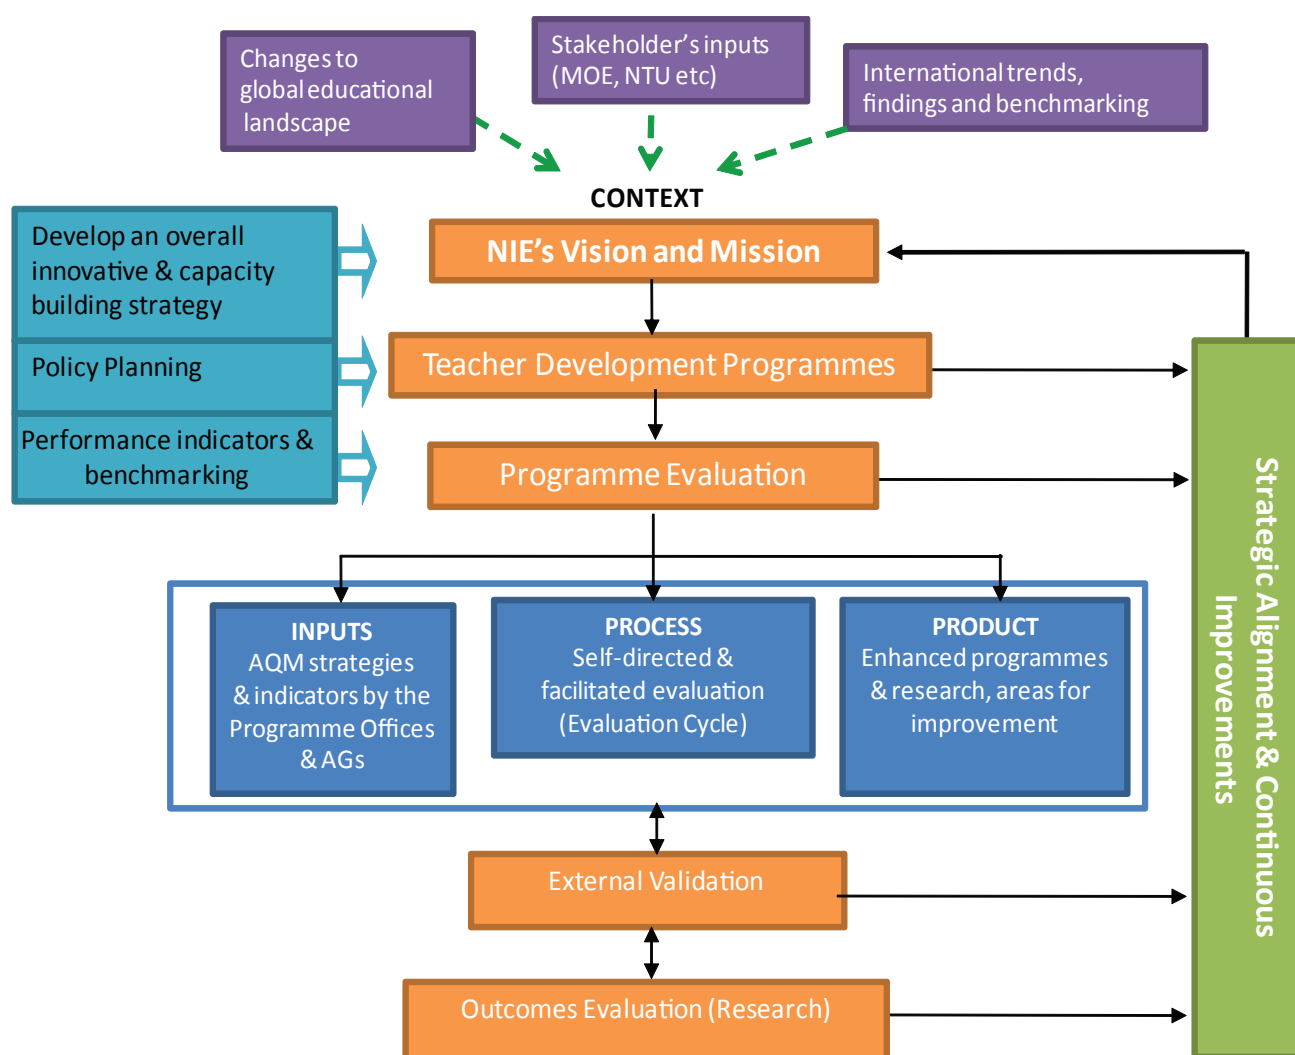 Changes to
global educational
landscape
Stakeholder's inputs
(MOE, NTU etc)
International trends,
findings and benchmarking
CONTEXT
Develop an overall
innovative & capacity
building strategy
NIE's Vision and Mission
Policy Planning
Teacher Development Programmes
Performance indicators &
benchmarking
Programme Evaluation
INPUTS
AQM strategies
& indicators by the
Programme Offices
& AGs
PROCESS
Self-directed &
facilitated evaluation
(Evaluation Cycle)
PRODUCT
Enhanced programmes
& research, areas for
improvement
External Validation
Outcomes Evaluation (Research)
Strategic Alignment & Continuous
Improvements